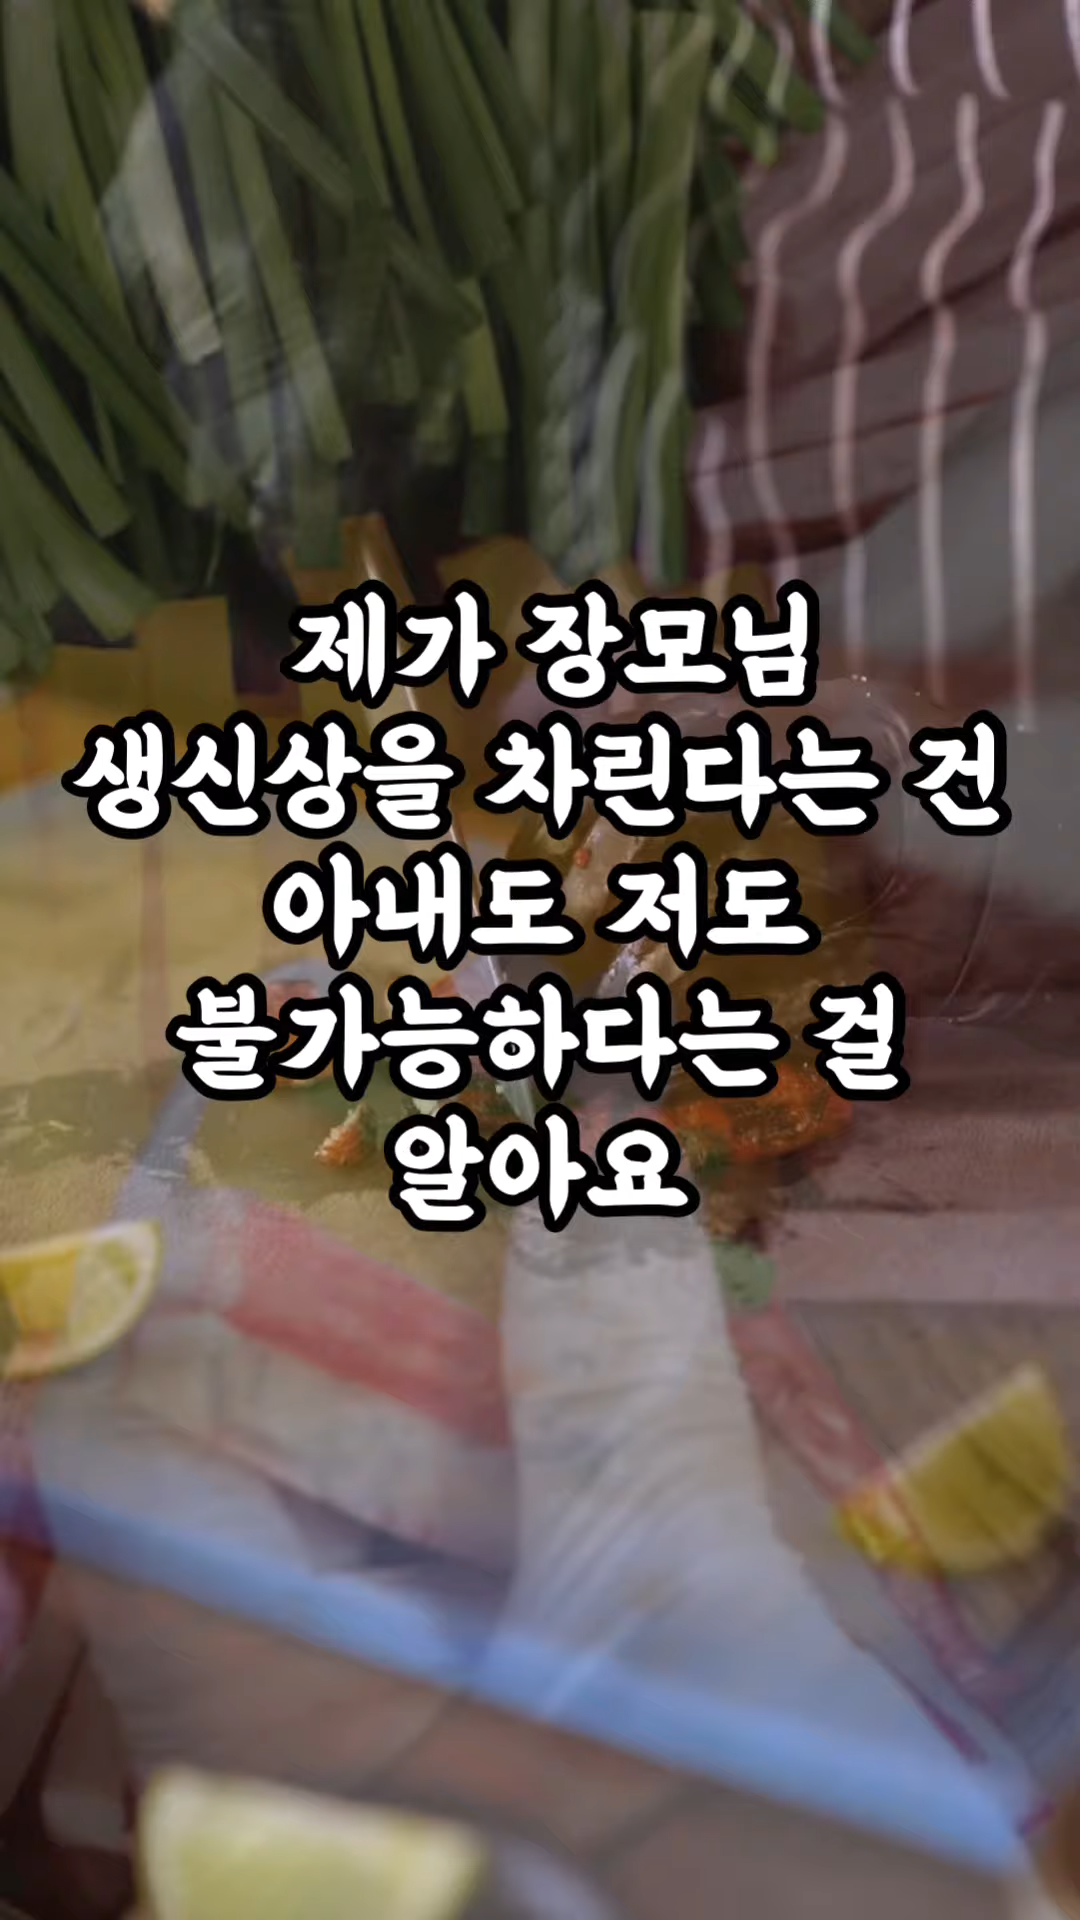 제가 장모님
생신상을 차린다는 건
아내도 저도
불가능하다는 걸
알아요